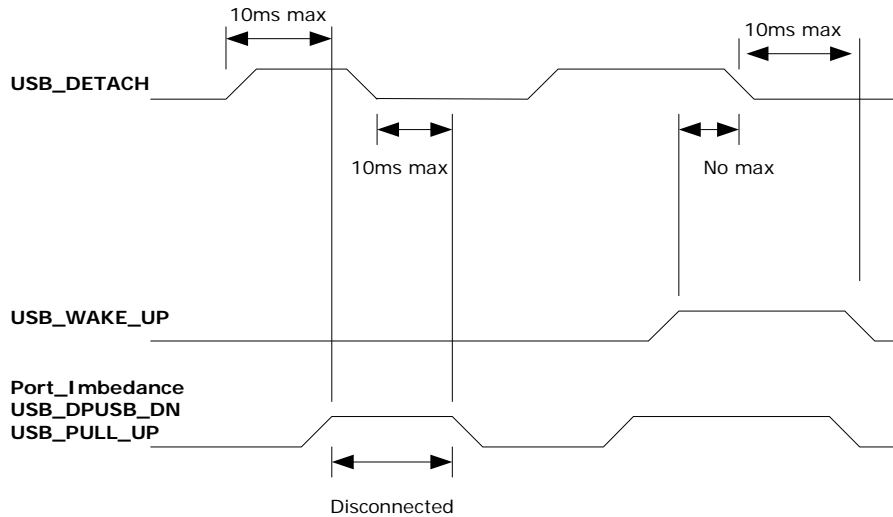 10ms max
10ms max
USB_DETACH
10ms max
No max
USB_WAKE_UP
Port_Imbedance
USB_DPUSB_DN
USB_PULL_UP
Disconnected